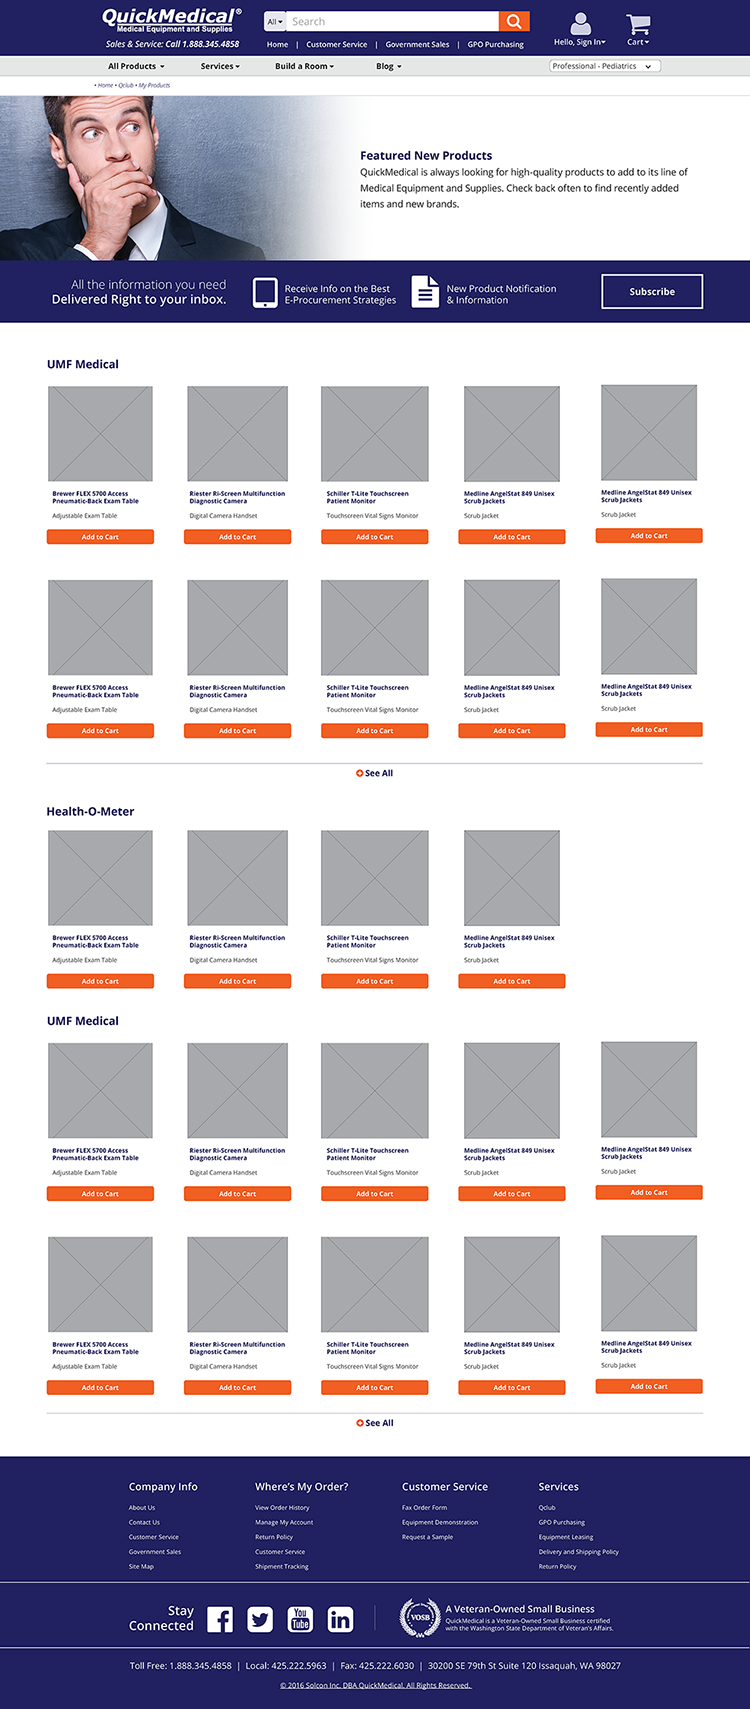 QuickMedical®
Medical Equipment and Supplies
Sales & Service: Call 1.888.345.4858
All
Search
Home | Customer Service | Government Sales | GPO Purchasing
Hello, Sign In
Cart
All Products
Services
Build a Room
Blog
Professional - Pediatrics
• Home • Qclub • My Products
Featured New Products
QuickMedical is always looking for high-quality products to add to its line of
Medical Equipment and Supplies. Check back often to find recently added
items and new brands.
All the information you need
Delivered Right to your inbox.
Receive Info on the Best
E-Procurement Strategies
New Product Notification
& Information
Subscribe
UMF Medical
Brewer FLEX 5700 Access
Pneumatic-Back Exam Table
Adjustable Exam Table
Add to Cart
Riester Ri-Screen Multifunction
Diagnostic Camera
Digital Camera Handset
Add to Cart
Schiller T-Lite Touchscreen
Patient Monitor
Touchscreen Vital Signs Monitor
Add to Cart
Medline AngelStat 849 Unisex
Scrub Jackets
Scrub Jacket
Add to Cart
Medline AngelStat 849 Unisex
Scrub Jackets
Scrub Jacket
Add to Cart
Brewer FLEX 5700 Access
Pneumatic-Back Exam Table
Adjustable Exam Table
Add to Cart
Riester Ri-Screen Multifunction
Diagnostic Camera
Digital Camera Handset
Add to Cart
Schiller T-Lite Touchscreen
Patient Monitor
Touchscreen Vital Signs Monitor
Add to Cart
Medline AngelStat 849 Unisex
Scrub Jackets
Scrub Jacket
Add to Cart
Medline AngelStat 849 Unisex
Scrub Jackets
Scrub Jacket
Add to Cart
See All
Health-O-Meter
Brewer FLEX 5700 Access
Pneumatic-Back Exam Table
Adjustable Exam Table
Add to Cart
Riester Ri-Screen Multifunction
Diagnostic Camera
Digital Camera Handset
Add to Cart
Schiller T-Lite Touchscreen
Patient Monitor
Touchscreen Vital Signs Monitor
Add to Cart
Medline AngelStat 849 Unisex
Scrub Jackets
Scrub Jacket
Add to Cart
UMF Medical
Brewer FLEX 5700 Access
Pneumatic-Back Exam Table
Adjustable Exam Table
Add to Cart
Riester Ri-Screen Multifunction
Diagnostic Camera
Digital Camera Handset
Add to Cart
Schiller T-Lite Touchscreen
Patient Monitor
Touchscreen Vital Signs Monitor
Add to Cart
Medline AngelStat 849 Unisex
Scrub Jackets
Scrub Jacket
Add to Cart
Medline AngelStat 849 Unisex
Scrub Jackets
Scrub Jacket
Add to Cart
Brewer FLEX 5700 Access
Pneumatic-Back Exam Table
Adjustable Exam Table
Add to Cart
Riester Ri-Screen Multifunction
Diagnostic Camera
Digital Camera Handset
Add to Cart
Schiller T-Lite Touchscreen
Patient Monitor
Touchscreen Vital Signs Monitor
Add to Cart
Medline AngelStat 849 Unisex
Scrub Jackets
Scrub Jacket
Add to Cart
Medline AngelStat 849 Unisex
Scrub Jackets
Scrub Jacket
Add to Cart
See All
Company Info
About Us
Contact Us
Customer Service
Government Sales
Site Map
Where's My Order?
View Order History
Manage My Account
Return Policy
Customer Service
Shipment Tracking
Customer Service
Fax Order Form
Equipment Demonstration
Request a Sample
Services
Qclub
GPO Purchasing
Equipment Leasing
Delivery and Shipping Policy
Return Policy
Stay
Connected
You
Tube
in
VOSB
A Veteran-Owned Small Business
QuickMedical is a Veteran-Owned Small Business certified
with the Washington State Department of Veteran's Affairs.
Toll Free: 1.888.345.4858 | Local: 425.222.5963 | Fax: 425.222.6030 | 30200 SE 79th St Suite 120 Issaquah, WA 98027
© 2016 Solcon Inc. DBA QuickMedical. All Rights Reserved.